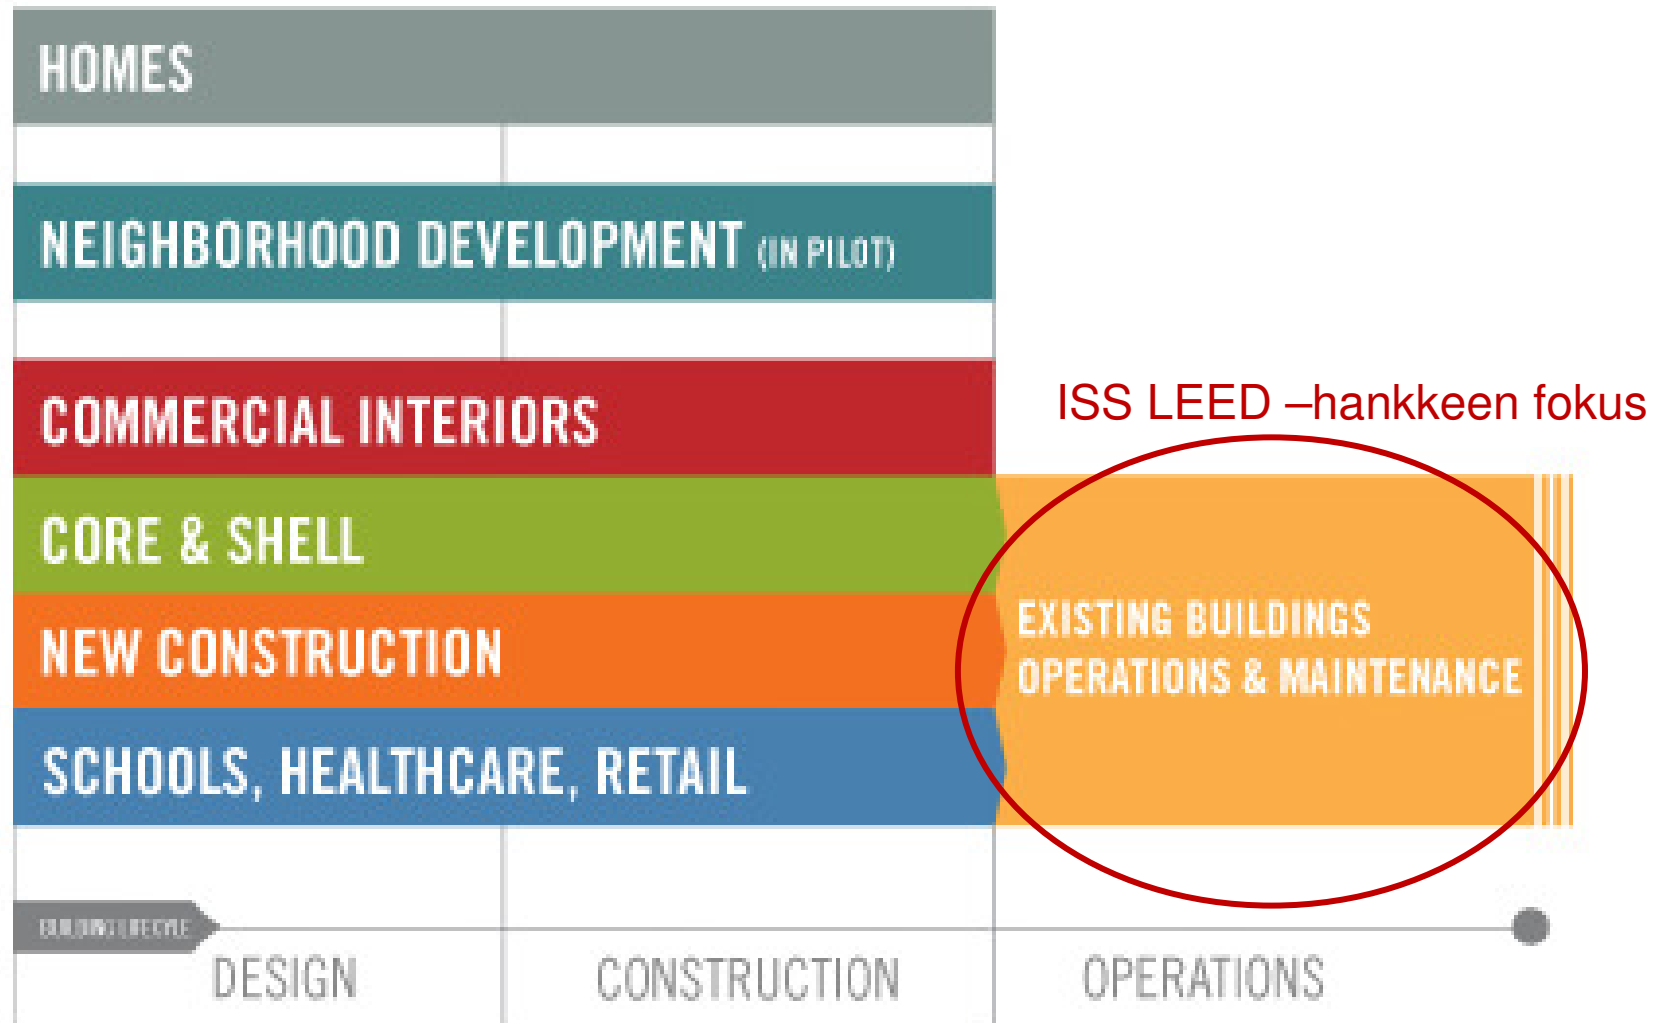 HOMES
NEIGHBORHOOD DEVELOPMENT (IN PILOT)
COMMERCIAL INTERIORS
ISS LEED –hankkeen fokus
CORE & SHELL
NEW CONSTRUCTION
EXISTING BUILDINGS
OPERATIONS & MAINTENANCE
SCHOOLS, HEALTHCARE, RETAIL
BUILDING LIFECYLE
DESIGN
CONSTRUCTION
OPERATIONS